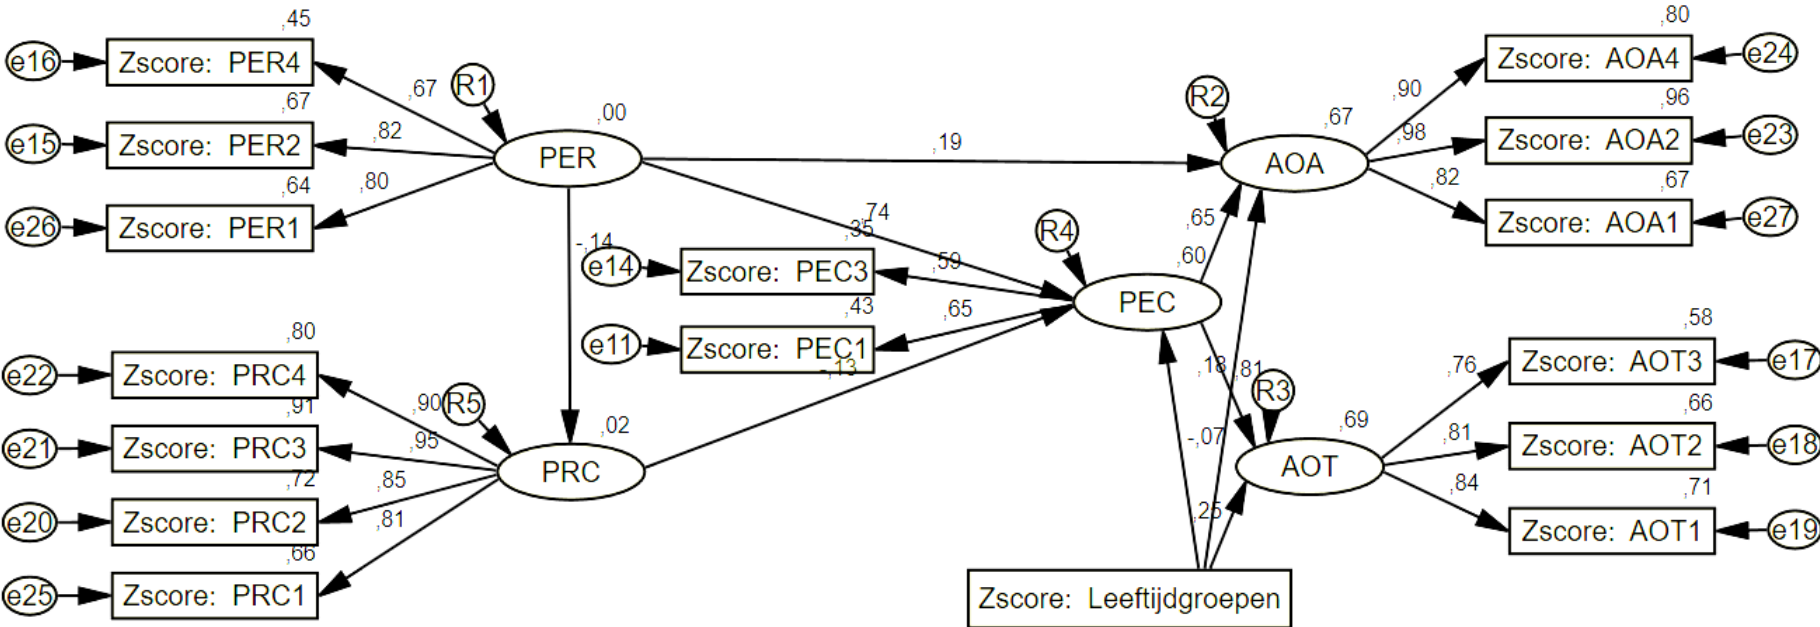 ,45
e16
Zscore: PER4
,67
R1
,67
e15
Zscore: PER2
,82
,00
PER
,64
,80
e26
Zscore: PER1
,19
R2
,67
AOA
,80
Zscore: AOA4
e24
,90
,96
,98
Zscore: AOA2
e23
,82
,67
Zscore: AOA1
e27
-,14
,74
,35
e14
Zscore: PEC3
,59
R4
,65
,60
PEC
,43
,65
e11
Zscore: PEC1
-,13
,80
e22
Zscore: PRC4
,90
R5
,91
e21
Zscore: PRC3
,95
,02
PRC
,72
,85
e20
Zscore: PRC2
,81
,66
e25
Zscore: PRC1
,18
,81
R3
-,07
,69
AOT
,25
,58
,76
Zscore: AOT3
e17
,66
,81
Zscore: AOT2
e18
,84
,71
Zscore: AOT1
e19
Zscore: Leeftijdgroepen